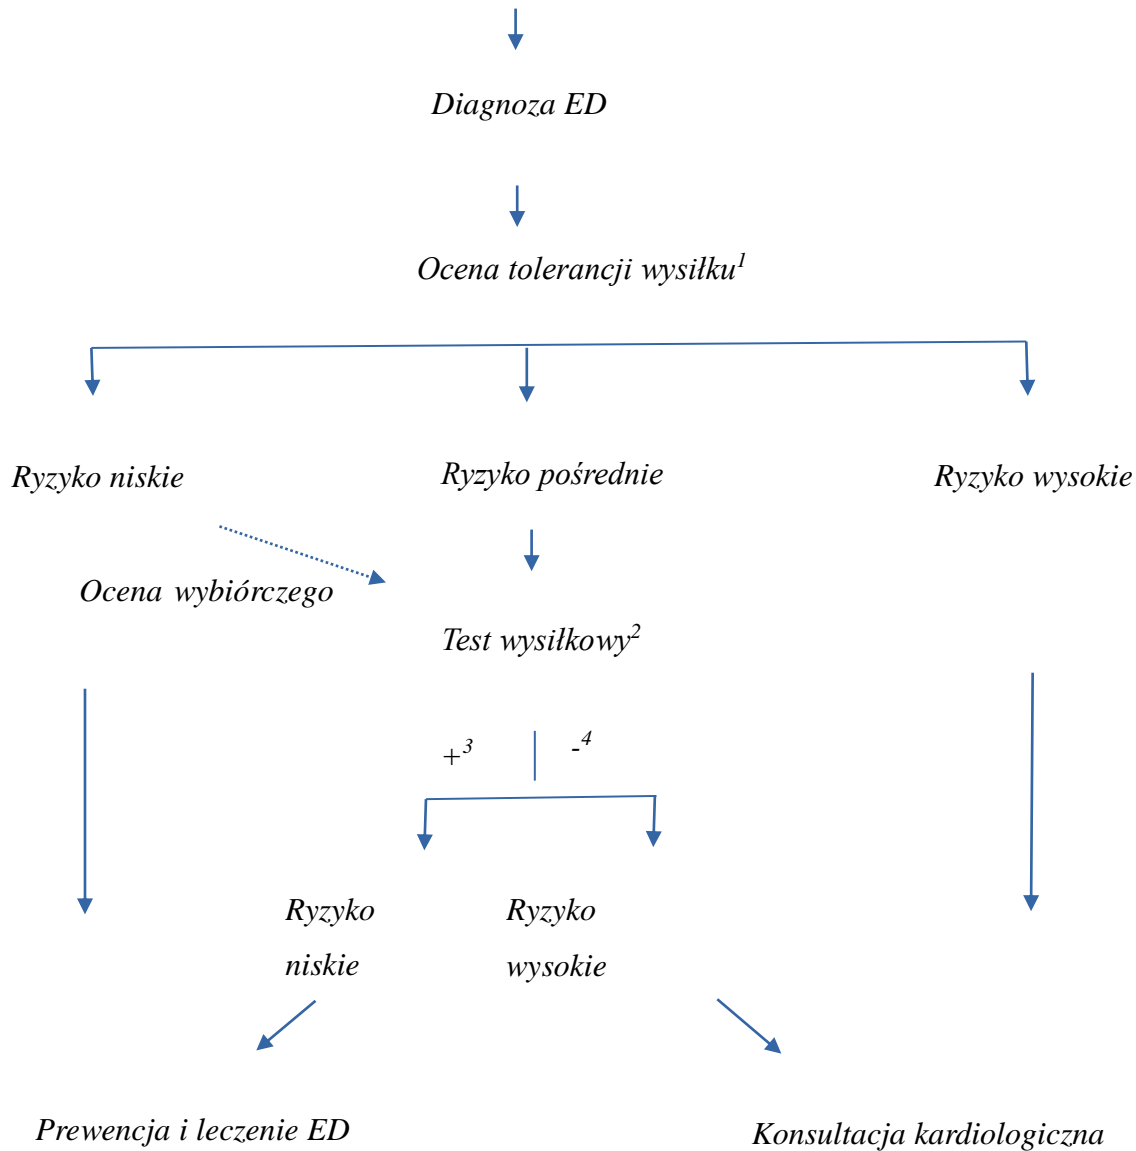 Diagnoza ED
Ocena tolerancji wysiłku¹
Ryzyko niskie
Ryzyko pośrednie
Ryzyko wysokie
Ocena wybiórczego
Test wysiłkowy²
+³
-⁴
Ryzyko
niskie
Ryzyko
wysokie
Prewencja i leczenie ED
Konsultacja kardiologiczna